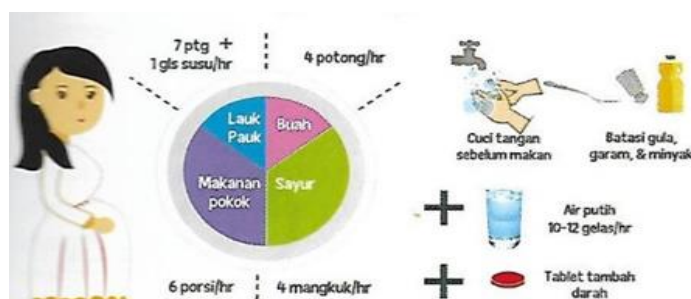 7 ptg +
1 gls susu/hr
4 potong/hr
Lauk
Pauk
Buah
Makanan
pokok
Sayur
6 porsi/hr
4 mangkuk/hr
Cuci tangan
sebelum makan
Batasi gula,
garam, & minyak
+
Air putih
10-12 gelas/hr
+
Tablet tambah
darah